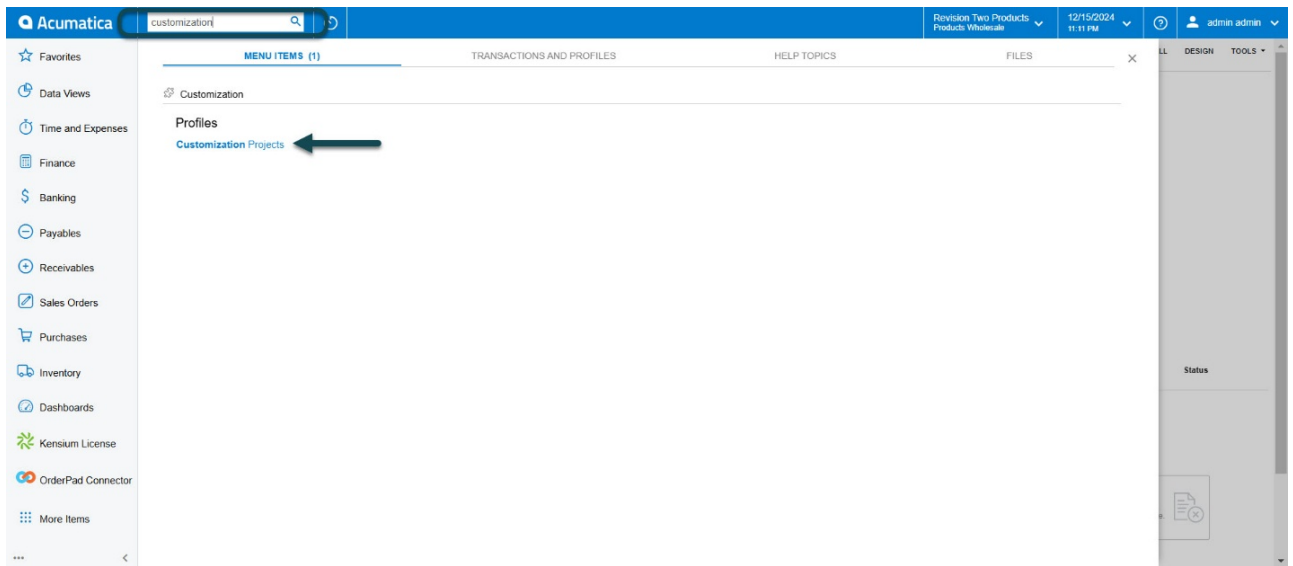 Acumatica
customization
Revision Two Products
Products Wholesale
12/15/2024
11:11 PM
?
admin admin
Favorites
Data Views
Time and Expenses
Finance
$ Banking
Payables
Receivables
Sales Orders
Purchases
Inventory
Dashboards
Kensium License
OrderPad Connector
More Items
MENU ITEMS (1)
TRANSACTIONS AND PROFILES
HELP TOPICS
FILES
Customization
Profiles
Customization Projects
LL
DESIGN
TOOLS
Status
e.